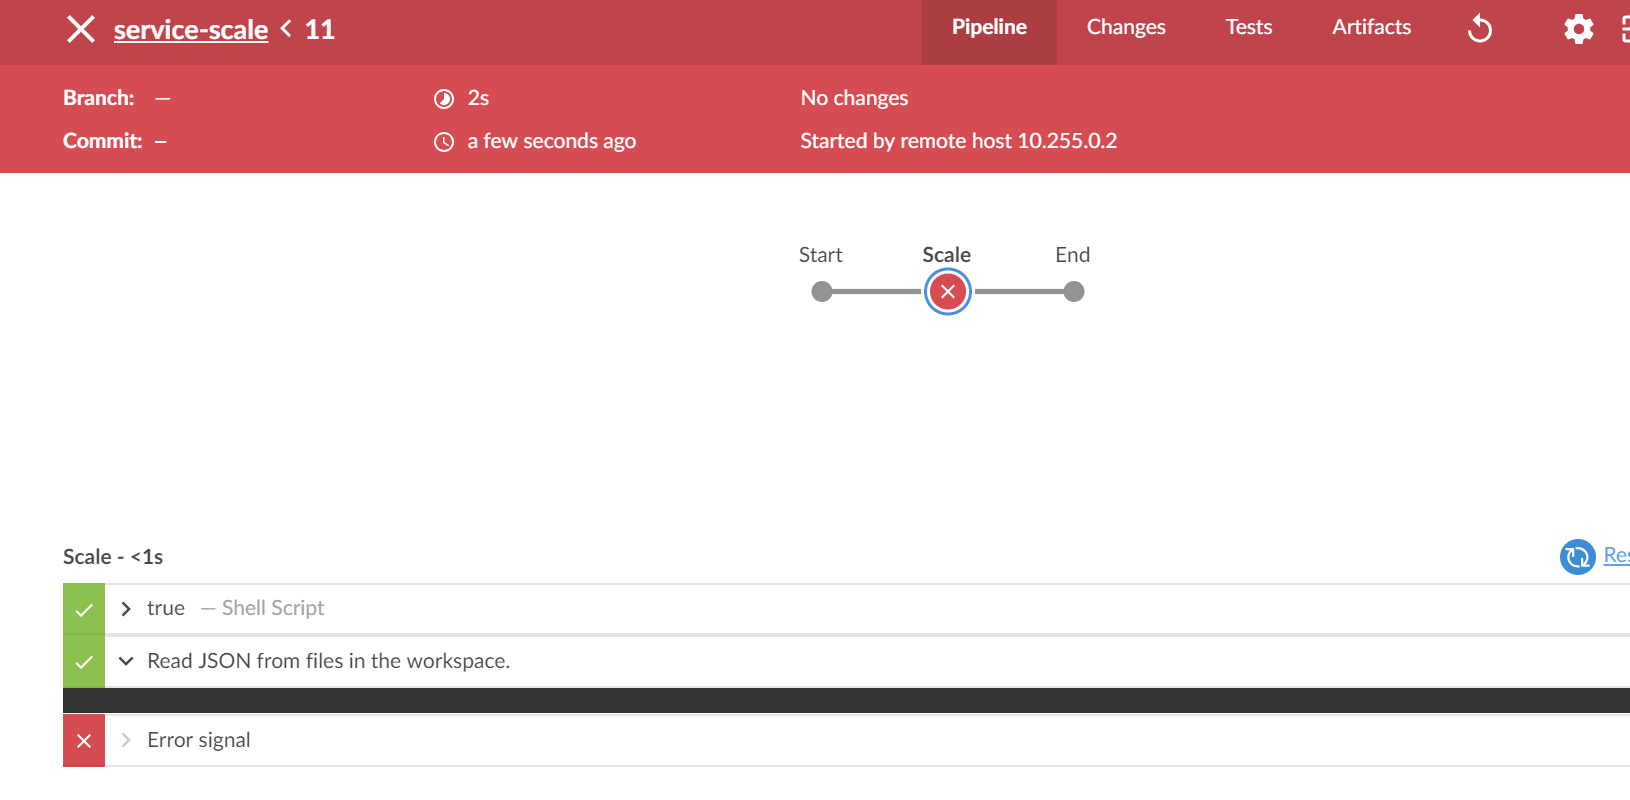 service-scale < 11
Pipeline
Changes
Tests
Artifacts
Branch: —
2s
No changes
Commit: –
a few seconds ago
Started by remote host 10.255.0.2
Start
Scale
End
Scale - <1s
true — Shell Script
Read JSON from files in the workspace.
Error signal